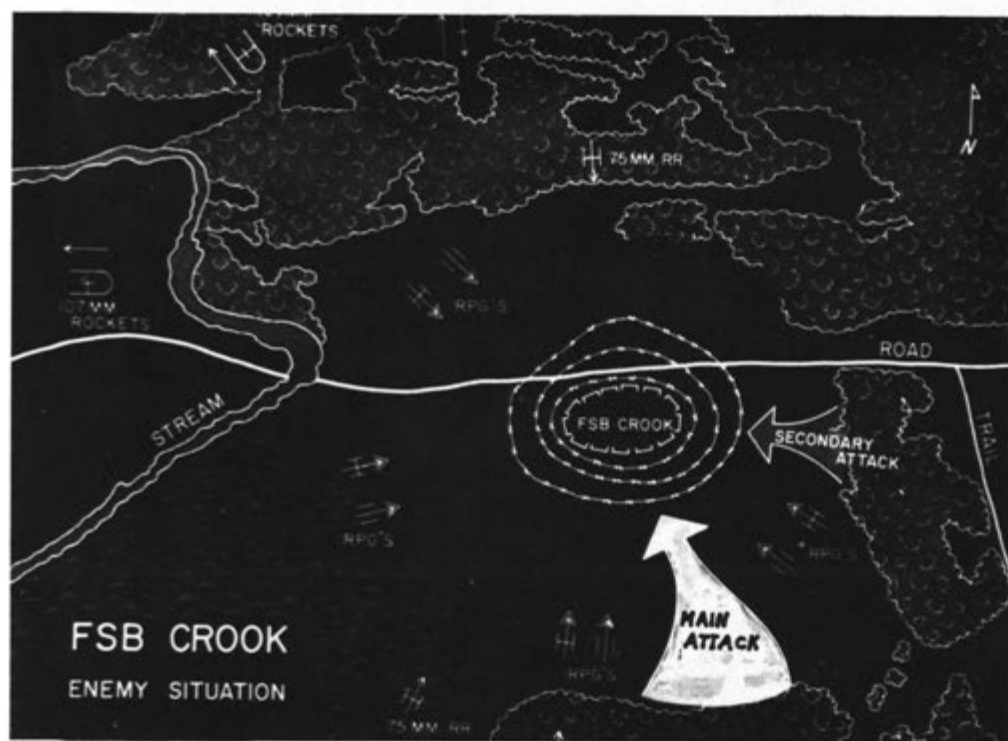 ROCKETS
N
75 MM. RR
RPG'S
107 MM
ROCKETS
ROAD
STREAM
FSB CROOK
SECONDARY
ATTACK
TRAIL
RPG'S
RPG'S
MAIN
ATTACK
RPG'S
FSB CROOK
ENEMY SITUATION
75 MM. RR